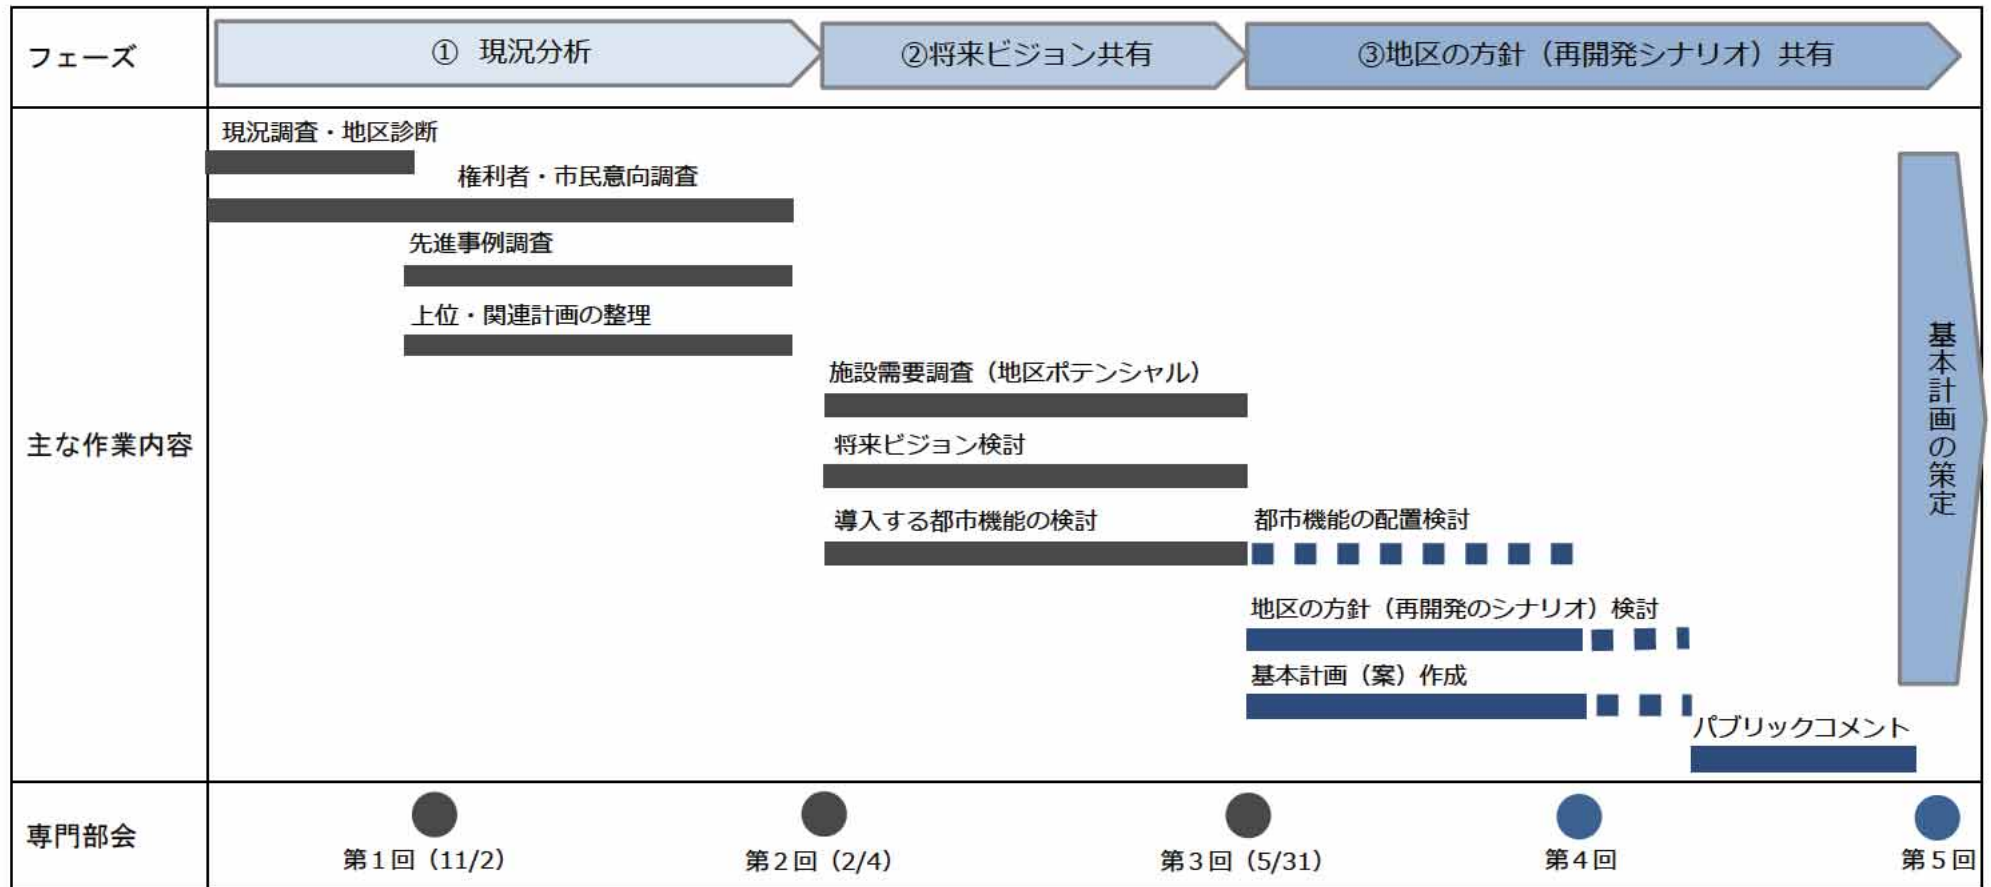 フェーズ
① 現況分析
②将来ビジョン共有
③地区の方針（再開発シナリオ）共有
主な作業内容
現況調査・地区診断
権利者・市民意向調査
先進事例調査
上位・関連計画の整理
施設需要調査（地区ポテンシャル）
将来ビジョン検討
導入する都市機能の検討
都市機能の配置検討
地区の方針（再開発のシナリオ）検討
基本計画（案）作成
パブリックコメント
基本計画の策定
専門部会
第１回（11/2）
第２回（2/4）
第３回（5/31）
第４回
第５回